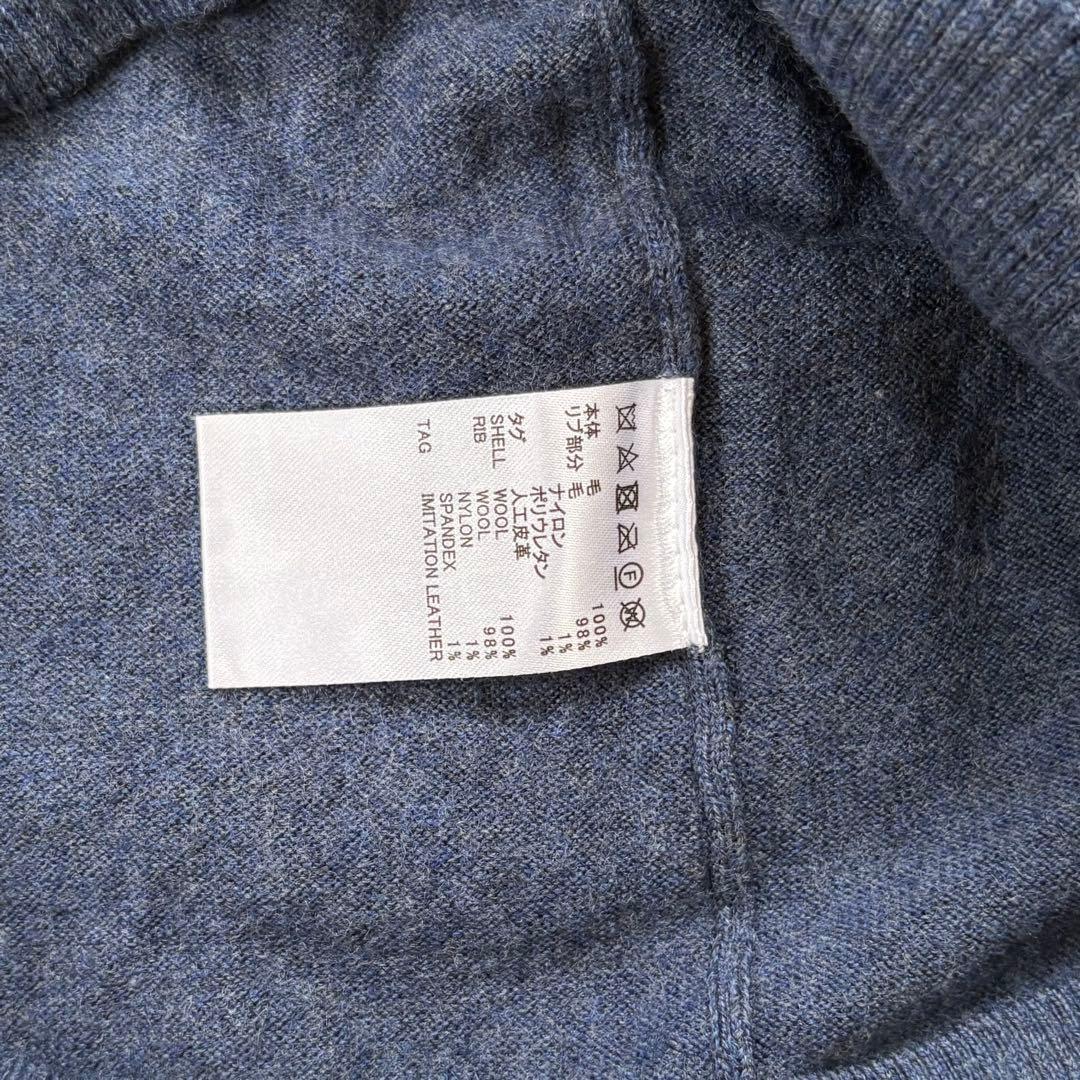 F W
本体 毛 100%
リブ部分 毛 98%
ナイロン 1%
ポリウレタン 1%
タグ 人工皮革
SHELL WOOL 100%
RIB WOOL 98%
NYLON 1%
SPANDEX 1%
TAG IMITATION LEATHER